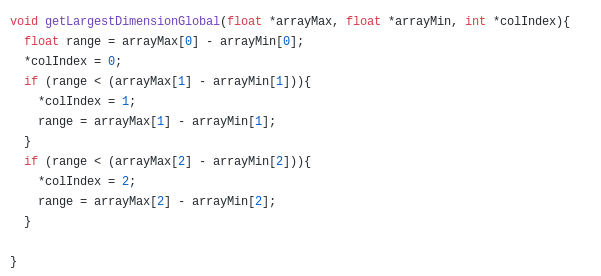 void getLargestDimensionGlobal(float *arrayMax, float *arrayMin, int *colIndex){
  float range = arrayMax[0] - arrayMin[0];
  *colIndex = 0;
  if (range < (arrayMax[1] - arrayMin[1])){
    *colIndex = 1;
    range = arrayMax[1] - arrayMin[1];
  }
  if (range < (arrayMax[2] - arrayMin[2])){
    *colIndex = 2;
    range = arrayMax[2] - arrayMin[2];
  }

}